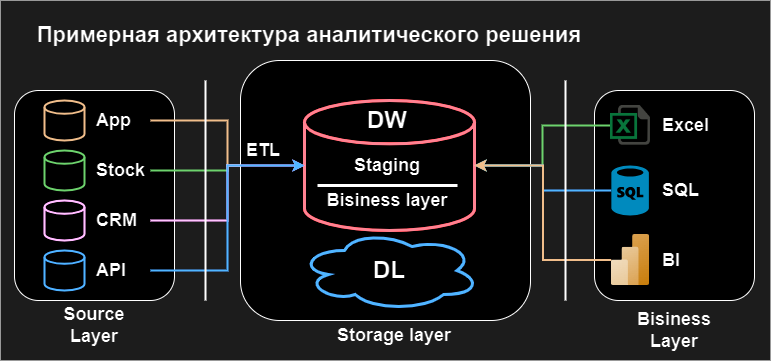 Примерная архитектура аналитического решения
App
Stock
CRM
API
Source
Layer
ETL
DW
Staging
Bisiness layer
DL
Storage layer
Excel
X
SQL
SQL
BI
Bisiness
Layer